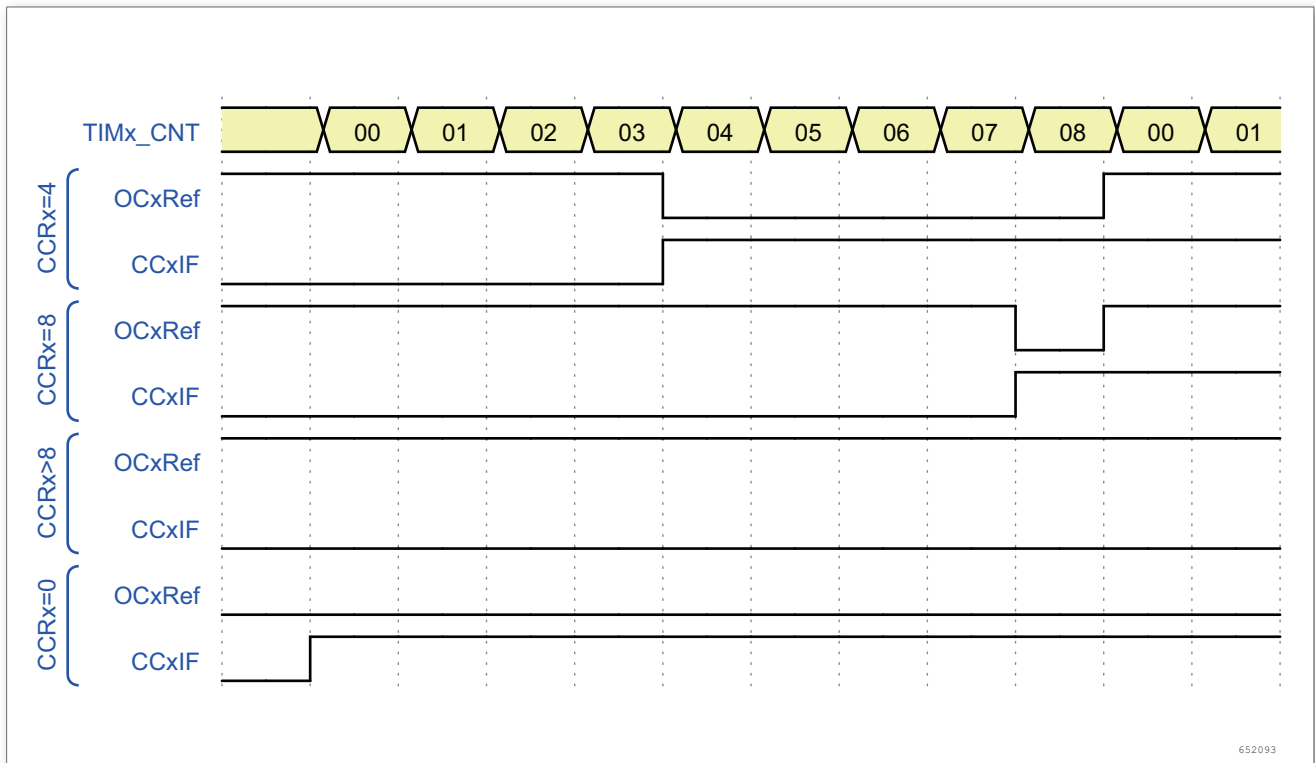 TIMx_CNT 00 01 02 03 04 05 06 07 08 00 01
CCRx=4
OCxRef
CCxIF
CCRx=8
OCxRef
CCxIF
CCRx>8
OCxRef
CCxIF
CCRx=0
OCxRef
CCxIF
652093